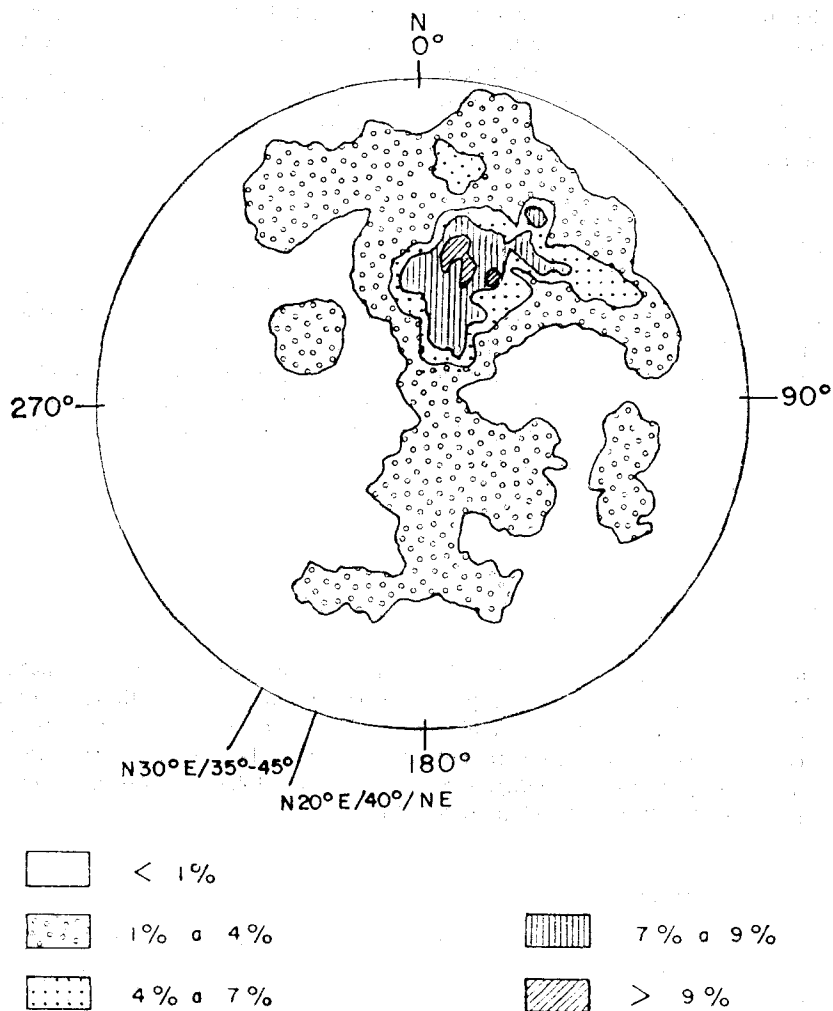 N
0°
270°
90°
180°
N30°E/35°-45°
N20°E/40°/NE
< 1%
1% a 4%
4% a 7%
7% a 9%
> 9%